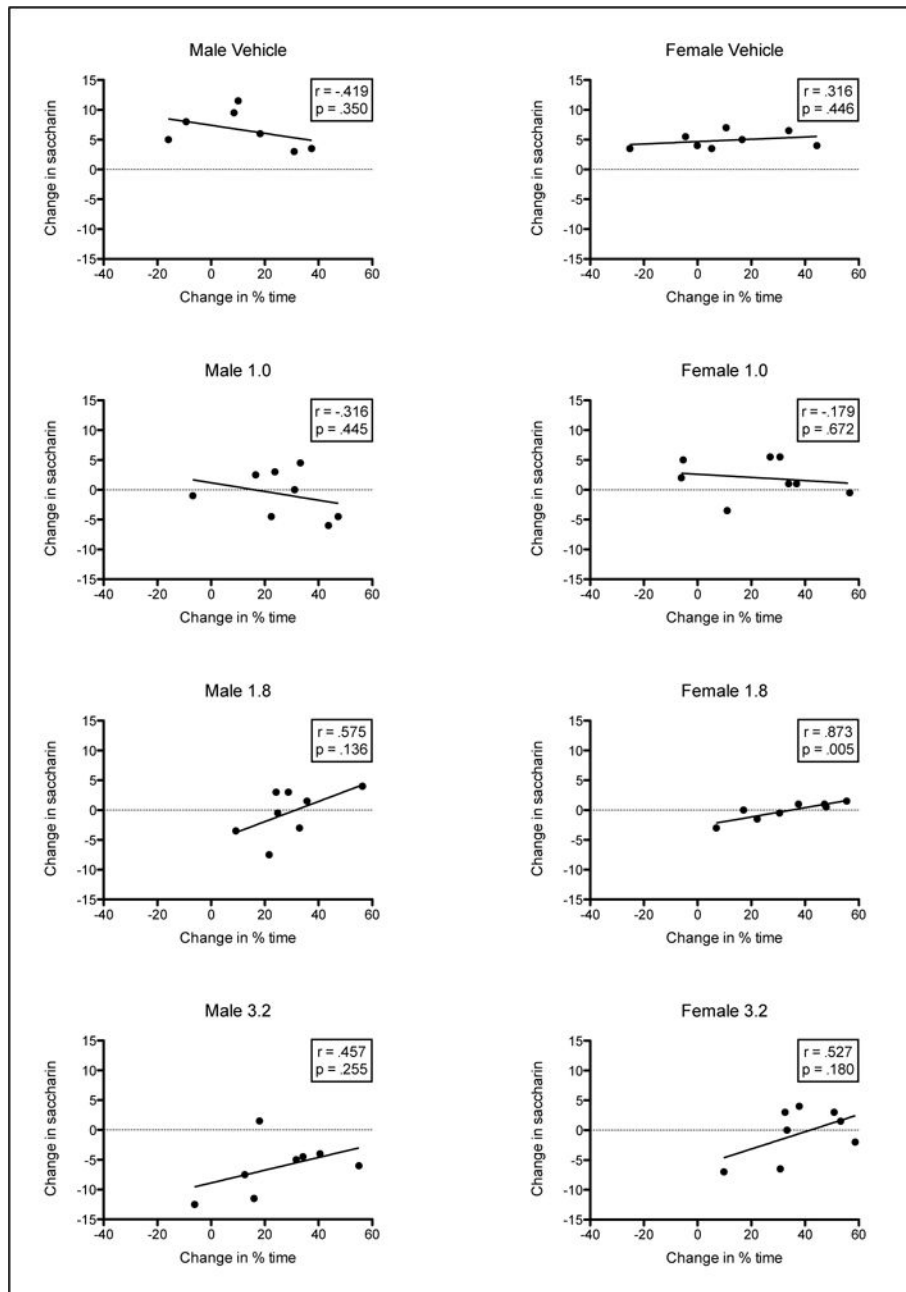 Male Vehicle
Change in saccharin
15
10
5
0
-5
-10
-15
-40
-20
0
20
40
60
Change in % time
r = -.419
p = .350
Female Vehicle
Change in saccharin
15
10
5
0
-5
-10
-15
-40
-20
0
20
40
60
Change in % time
r = .316
p = .446
Male 1.0
Change in saccharin
15
10
5
0
-5
-10
-15
-40
-20
0
20
40
60
Change in % time
r = -.316
p = .445
Female 1.0
Change in saccharin
15
10
5
0
-5
-10
-15
-40
-20
0
20
40
60
Change in % time
r = -.179
p = .672
Male 1.8
Change in saccharin
15
10
5
0
-5
-10
-15
-40
-20
0
20
40
60
Change in % time
r = .575
p = .136
Female 1.8
Change in saccharin
15
10
5
0
-5
-10
-15
-40
-20
0
20
40
60
Change in % time
r = .873
p = .005
Male 3.2
Change in saccharin
15
10
5
0
-5
-10
-15
-40
-20
0
20
40
60
Change in % time
r = .457
p = .255
Female 3.2
Change in saccharin
15
10
5
0
-5
-10
-15
-40
-20
0
20
40
60
Change in % time
r = .527
p = .180